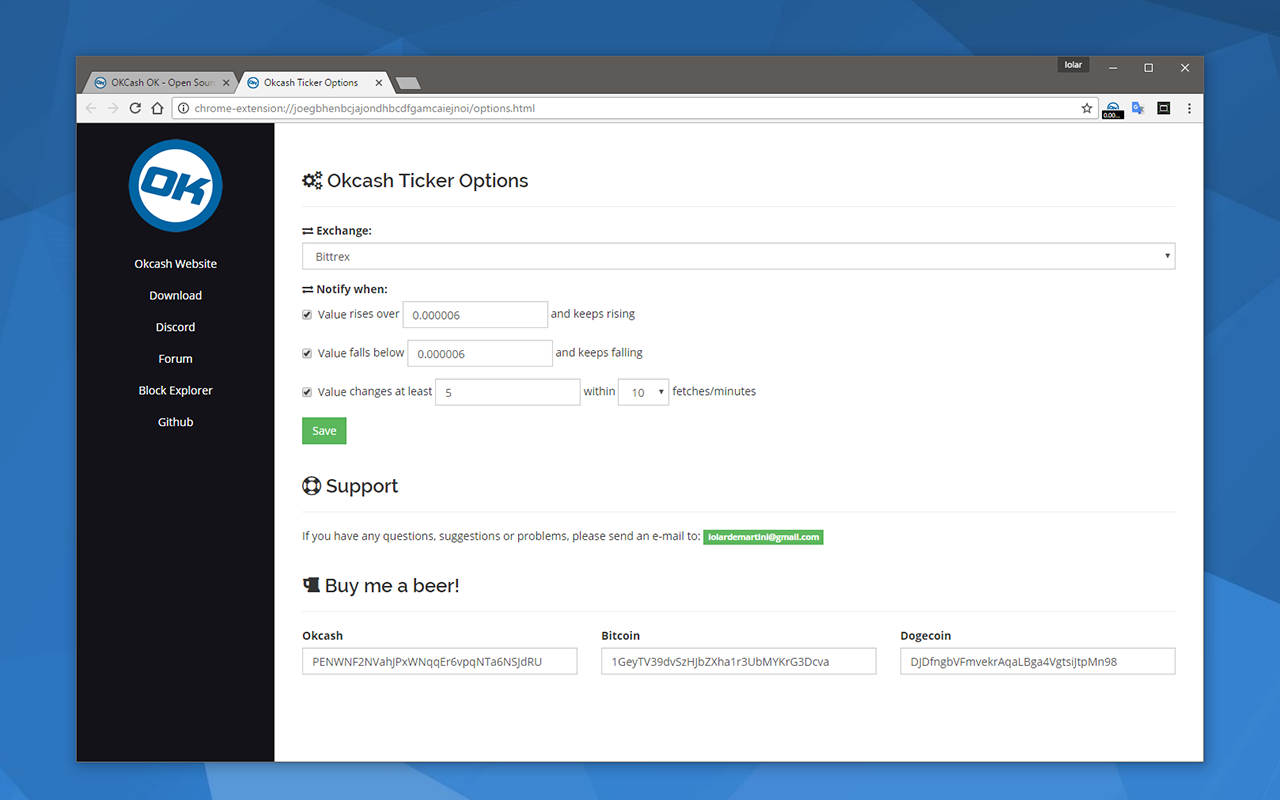 lolar
OKCash OK - Open Sour
Okcash Ticker Options
chrome-extension://joegbhenbcjajondhbcdfgamcaiejnoi/options.html
0.00...
OK
Okcash Website
Download
Discord
Forum
Block Explorer
Github
Okcash Ticker Options
Exchange:
Bittrex
Notify when:
Value rises over 0.000006 and keeps rising
Value falls below 0.000006 and keeps falling
Value changes at least 5 within 10 fetches/minutes
Save
Support
If you have any questions, suggestions or problems, please send an e-mail to: lolardemartini@gmail.com
Buy me a beer!
Okcash Bitcoin Dogecoin
PENWNF2NVahJPxWNqqEr6vpqNTa6NSJdRU 1GeyTV39dvSzHJbZXha1r3UbMYKrG3Dcva DJDfngbVFmvekrAqaLBga4VgtsiJtpMn98